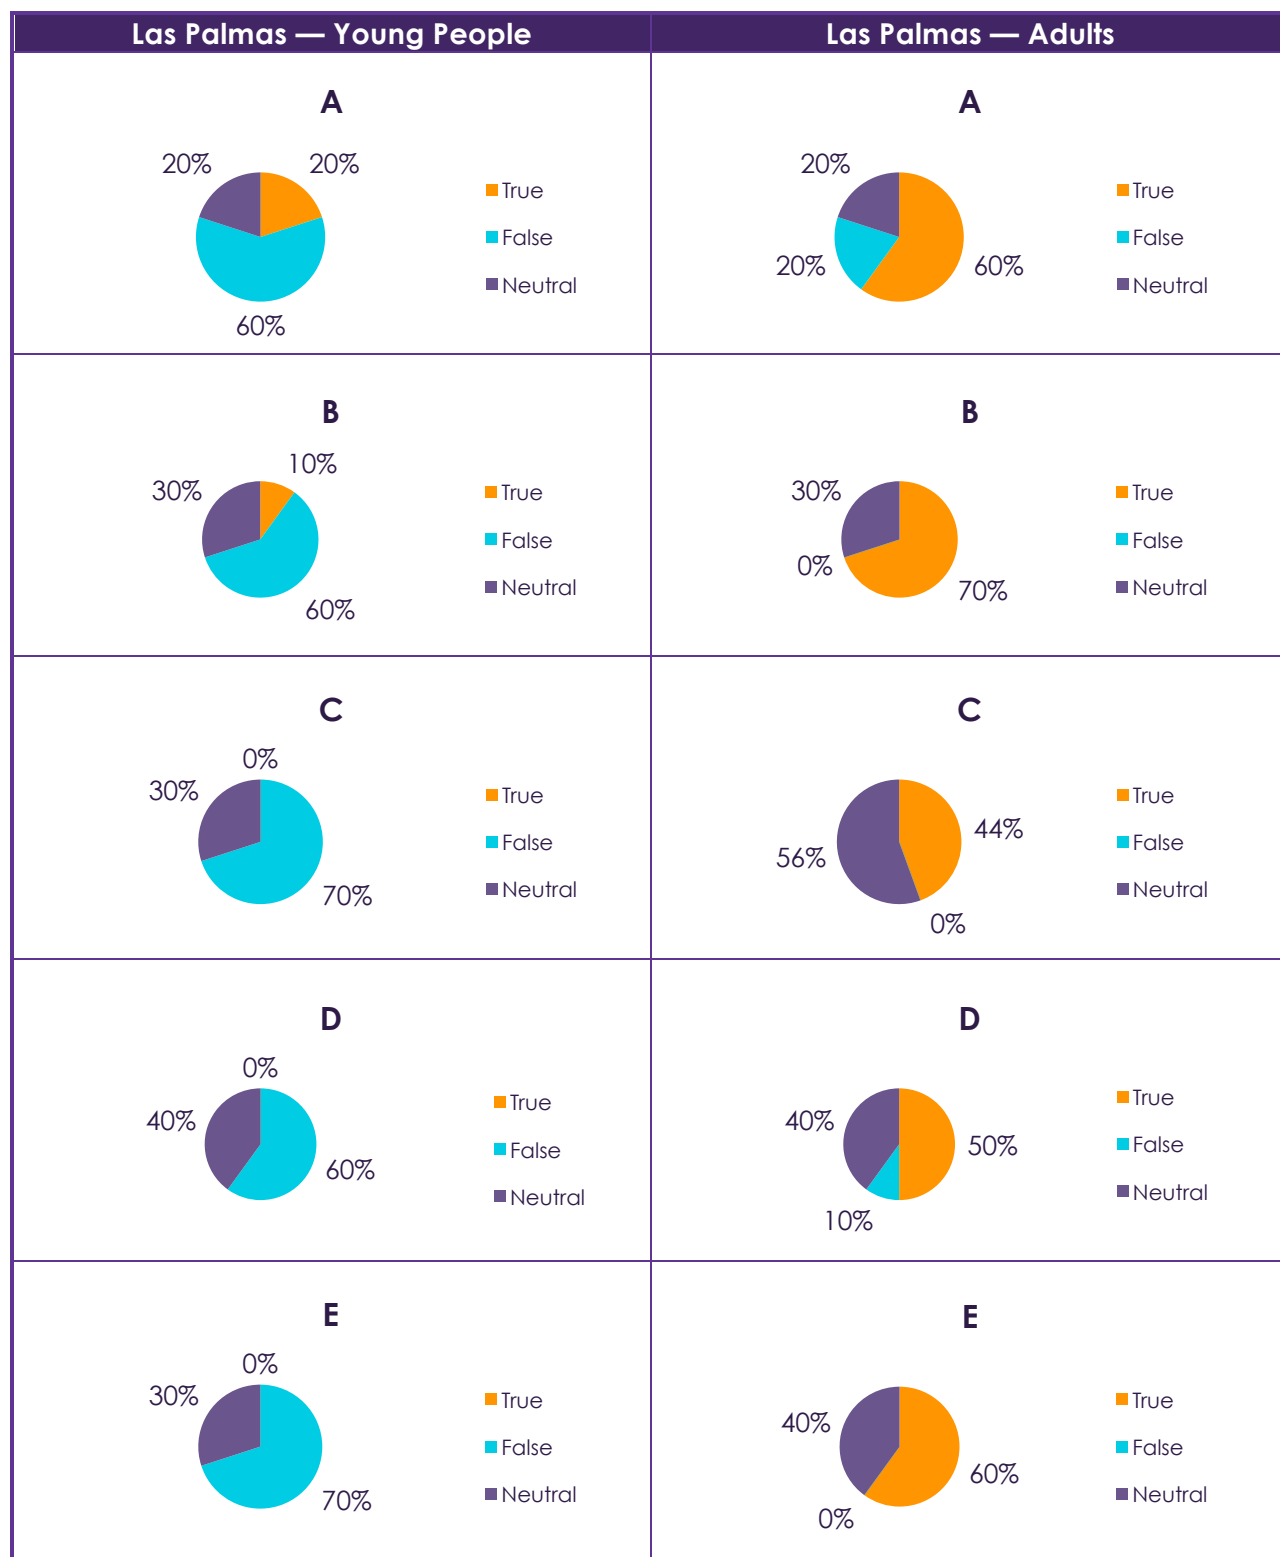 Las Palmas — Young People
Las Palmas — Adults
A
20%
20%
60%
True
False
Neutral
A
20%
20%
60%
True
False
Neutral
B
10%
30%
60%
True
False
Neutral
B
30%
0%
70%
True
False
Neutral
C
0%
30%
70%
True
False
Neutral
C
44%
56%
0%
True
False
Neutral
D
0%
40%
60%
True
False
Neutral
D
40%
50%
10%
True
False
Neutral
E
0%
30%
70%
True
False
Neutral
E
40%
60%
0%
True
False
Neutral